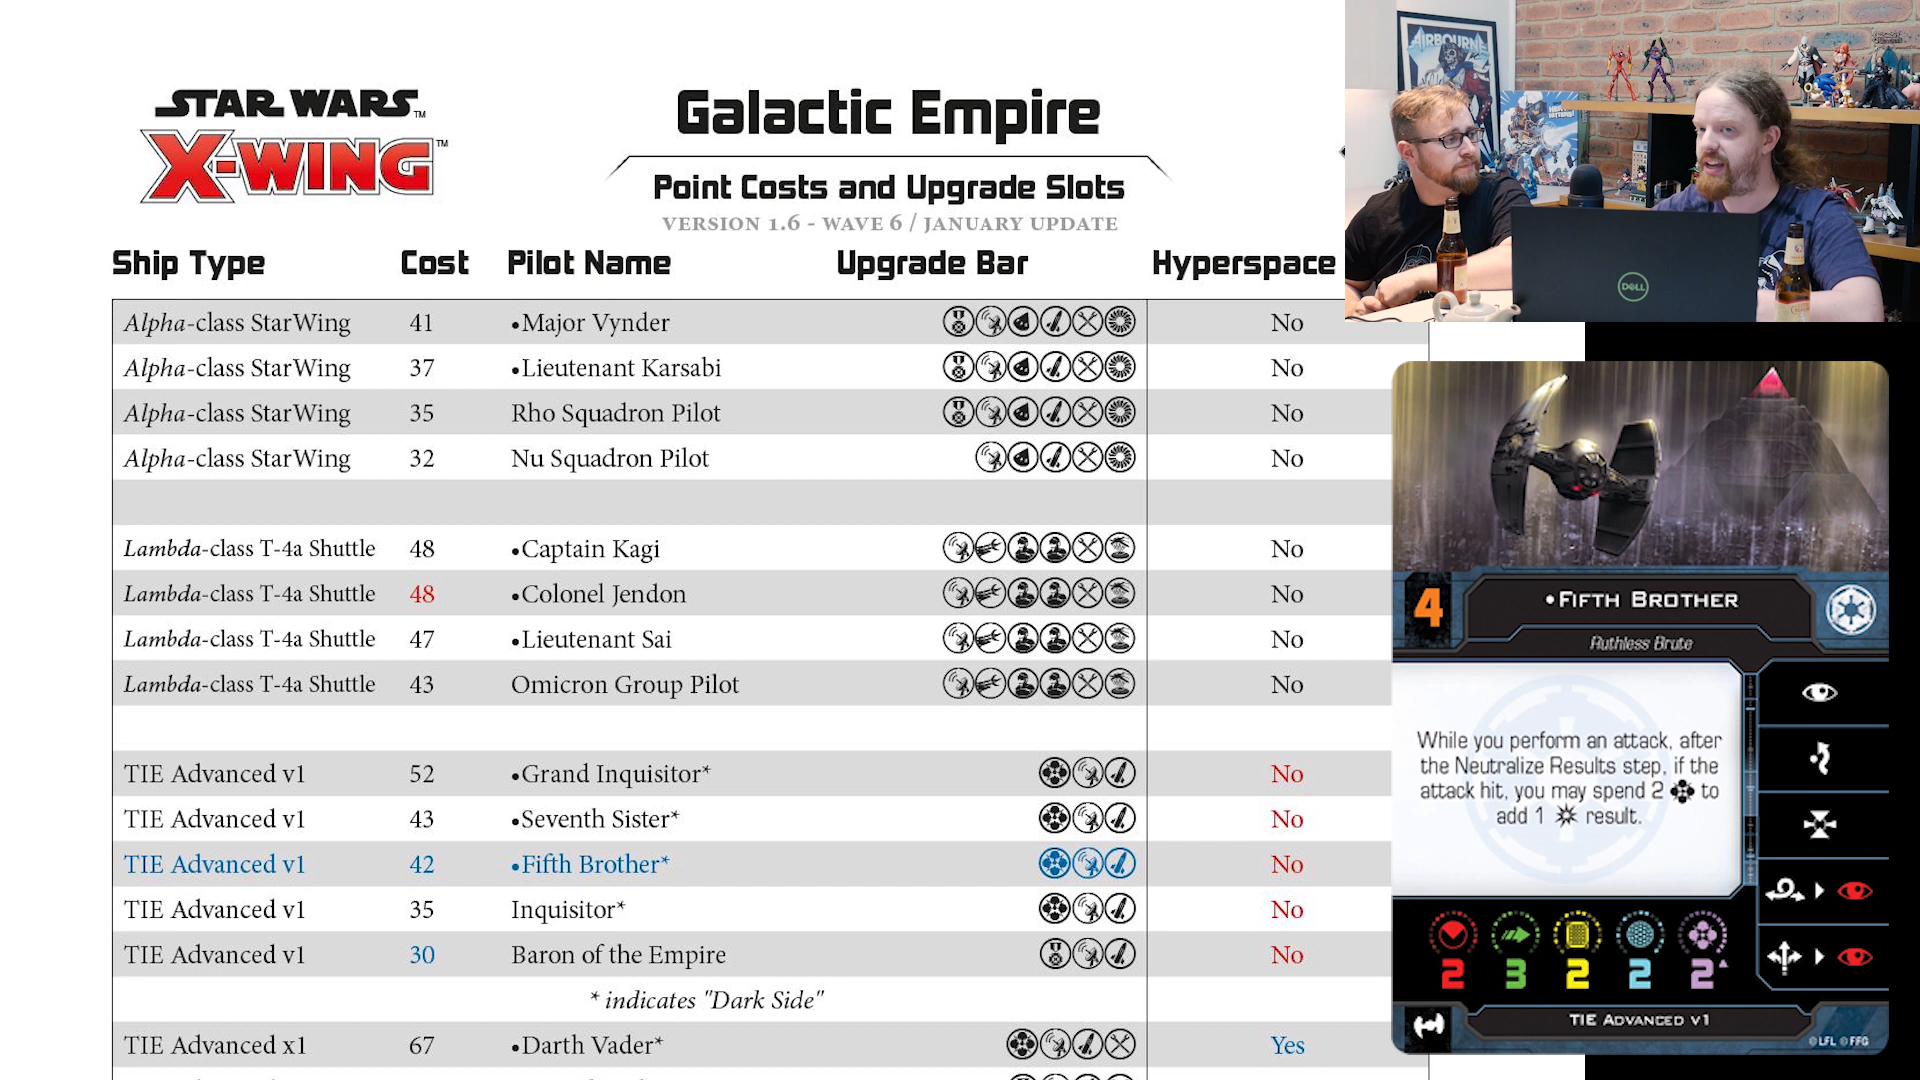 STAR WARS™
X-WING™
Galactic Empire
Point Costs and Upgrade Slots
VERSION 1.6 - WAVE 6 / JANUARY UPDATE
Ship Type Cost Pilot Name Upgrade Bar Hyperspace
Alpha-class StarWing 41 •Major Vynder No
Alpha-class StarWing 37 •Lieutenant Karsabi No
Alpha-class StarWing 35 Rho Squadron Pilot No
Alpha-class StarWing 32 Nu Squadron Pilot No
Lambda-class T-4a Shuttle 48 •Captain Kagi No
Lambda-class T-4a Shuttle 48 •Colonel Jendon No
Lambda-class T-4a Shuttle 47 •Lieutenant Sai No
Lambda-class T-4a Shuttle 43 Omicron Group Pilot No
TIE Advanced v1 52 •Grand Inquisitor* No
TIE Advanced v1 43 •Seventh Sister* No
TIE Advanced v1 42 •Fifth Brother* No
TIE Advanced v1 35 Inquisitor* No
TIE Advanced v1 30 Baron of the Empire No
* indicates "Dark Side"
TIE Advanced x1 67 •Darth Vader* Yes
AIRBOURNE
DELL
4 •FIFTH BROTHER
Ruthless Brute
While you perform an attack, after
the Neutralize Results step, if the
attack hit, you may spend 2 to
add 1 result.
2 3 2 2 2
TIE ADVANCED V1
©LFL ©FFG